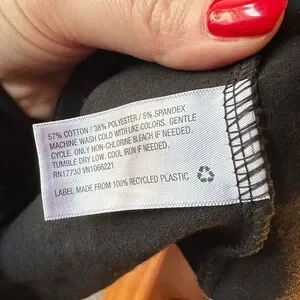 57% COTTON / 38% POLYESTER / 5% SPANDEX
MACHINE WASH COLD WITH LIKE COLORS. GENTLE
CYCLE. ONLY NON-CHLORINE BLEACH IF NEEDED.
TUMBLE DRY LOW. COOL IRON IF NEEDED.
RN17730 VN1066221
LABEL MADE FROM 100% RECYCLED PLASTIC